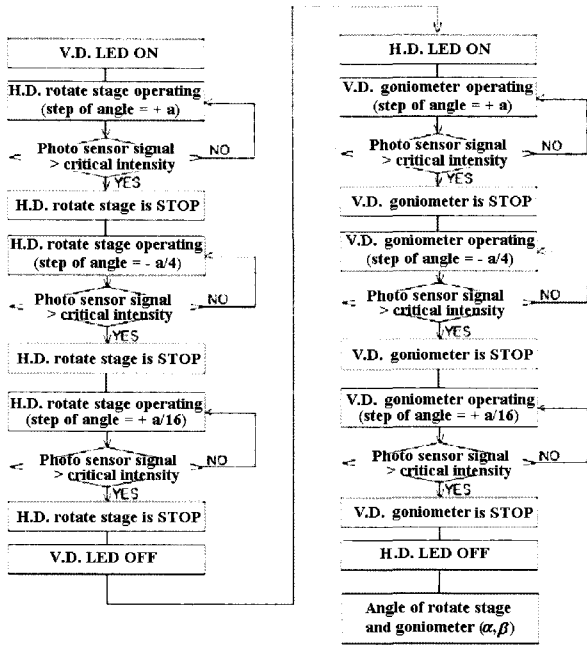 V.D. LED ON
H.D. rotate stage operating
(step of angle = + a)
Photo sensor signal
> critical intensity
NO
YES
H.D. rotate stage is STOP
H.D. rotate stage operating
(step of angle = - a/4)
Photo sensor signal
> critical intensity
NO
YES
H.D. rotate stage is STOP
H.D. rotate stage operating
(step of angle = + a/16)
Photo sensor signal
> critical intensity
NO
YES
H.D. rotate stage is STOP
V.D. LED OFF
H.D. LED ON
V.D. goniometer operating
(step of angle = + a)
Photo sensor signal
> critical intensity
NO
YES
V.D. goniometer is STOP
V.D. goniometer operating
(step of angle = - a/4)
Photo sensor signal
> critical intensity
NO
YES
V.D. goniometer is STOP
V.D. goniometer operating
(step of angle = + a/16)
Photo sensor signal
> critical intensity
NO
YES
V.D. goniometer is STOP
H.D. LED OFF
Angle of rotate stage
and goniometer (α,β)